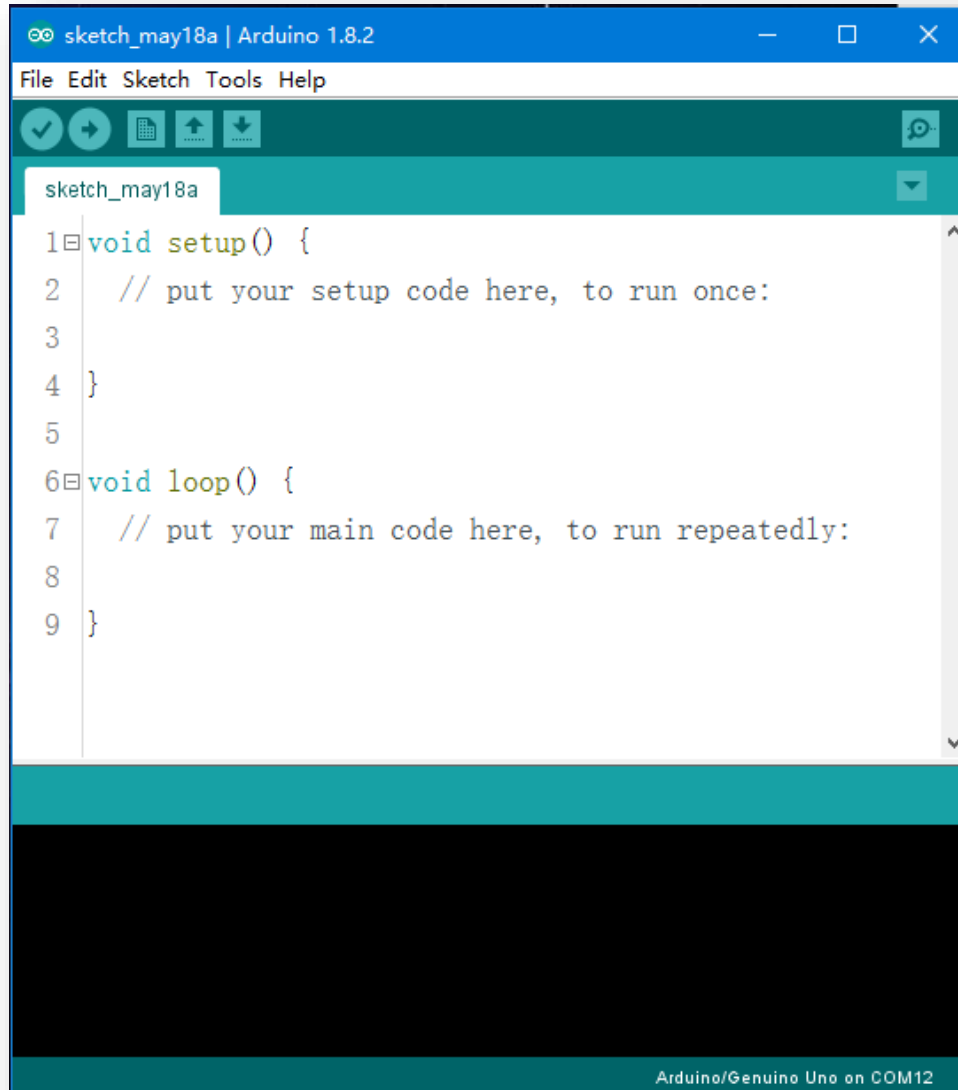 sketch_may18a | Arduino 1.8.2
File Edit Sketch Tools Help
sketch_may18a
1 void setup() {
2   // put your setup code here, to run once:
3
4 }
5
6 void loop() {
7   // put your main code here, to run repeatedly:
8
9 }
Arduino/Genuino Uno on COM12